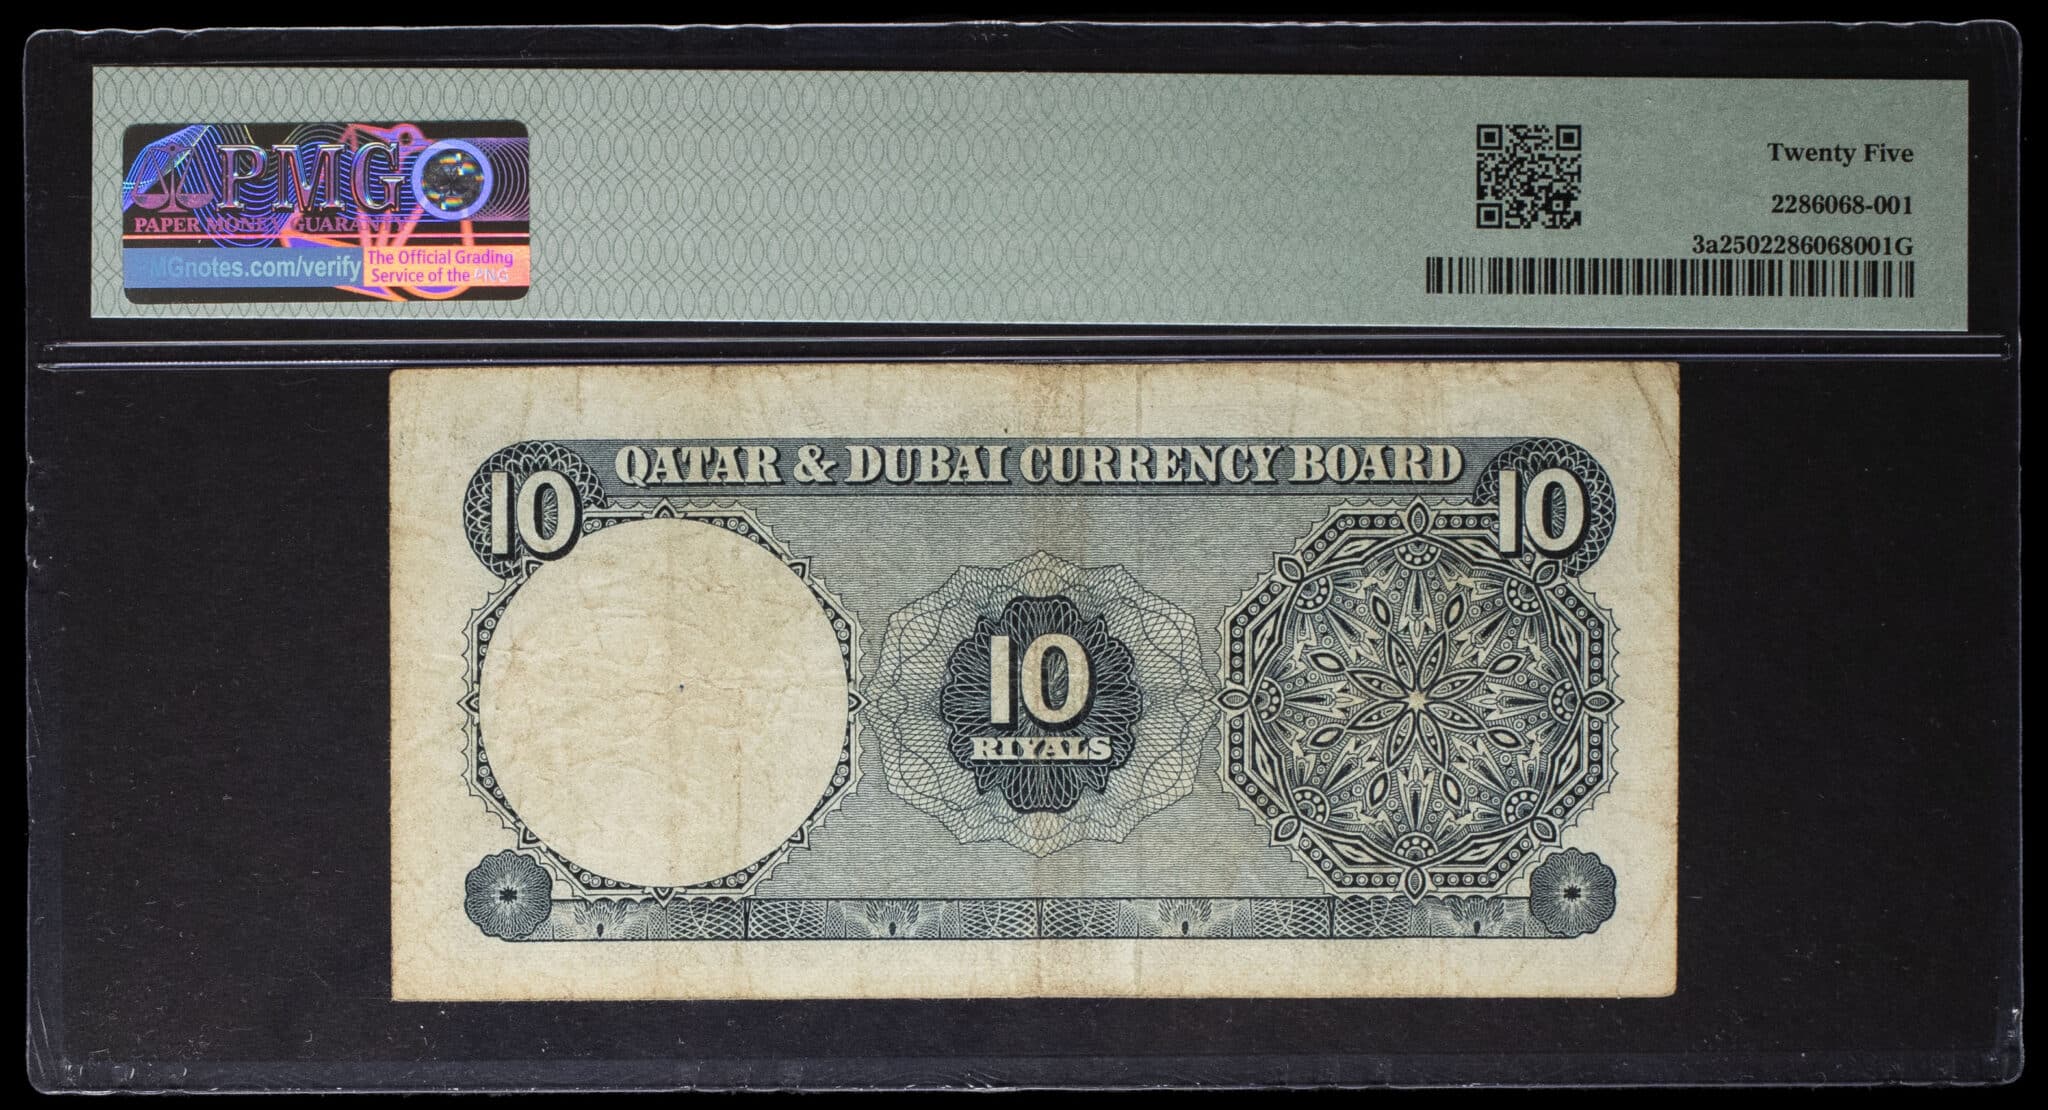 PMG
PAPER MONEY GUARANTY
PMGnotes.com/verify
The Official Grading
Service of the PNG
Twenty Five
2286068-001
3a2502286068001G
QATAR & DUBAI CURRENCY BOARD
10
10
10
RIYALS